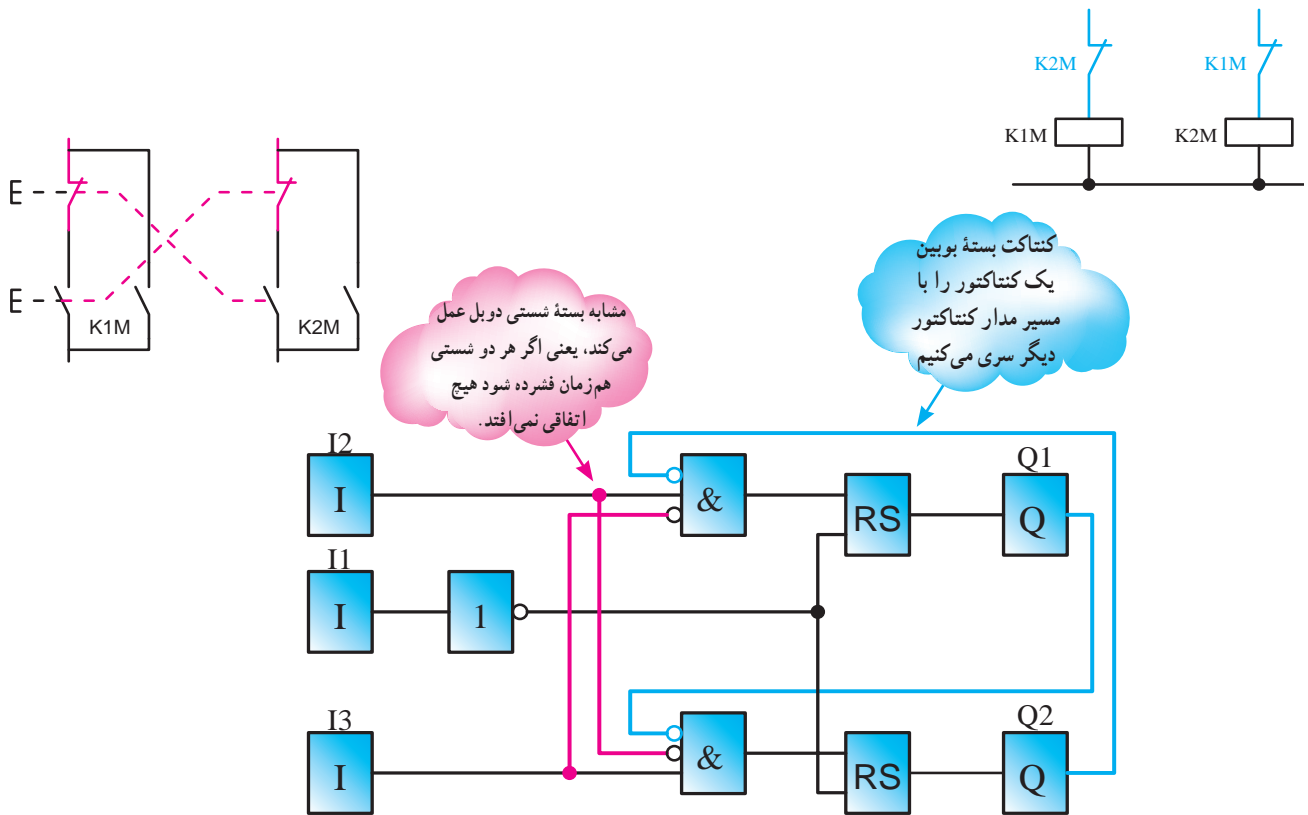 K2M
K1M
K1M
K2M
E
E
K1M
K2M
کنتاکت بستهٔ بوبین
یک کنتاکتور را با
مسیر مدار کنتاکتور
دیگر سری می‌کنیم
مشابه بستهٔ شستی دوبل عمل
می‌کند، یعنی اگر هر دو شستی
هم‌زمان فشرده شود هیچ
اتفاقی نمی‌افتد.
I2
I
&
RS
Q1
Q
I1
I
1
I3
I
&
RS
Q2
Q